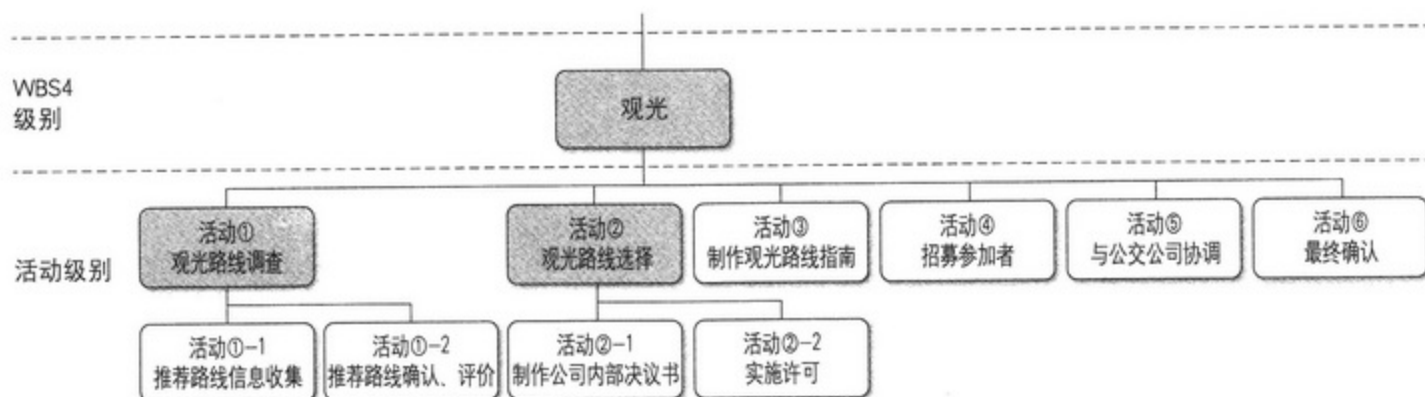 WBS4
级别
观光
活动级别
活动①
观光路线调查
活动②
观光路线选择
活动③
制作观光路线指南
活动④
招募参加者
活动⑤
与公交公司协调
活动⑥
最终确认
活动①-1
推荐路线信息收集
活动①-2
推荐路线确认、评价
活动②-1
制作公司内部决议书
活动②-2
实施许可